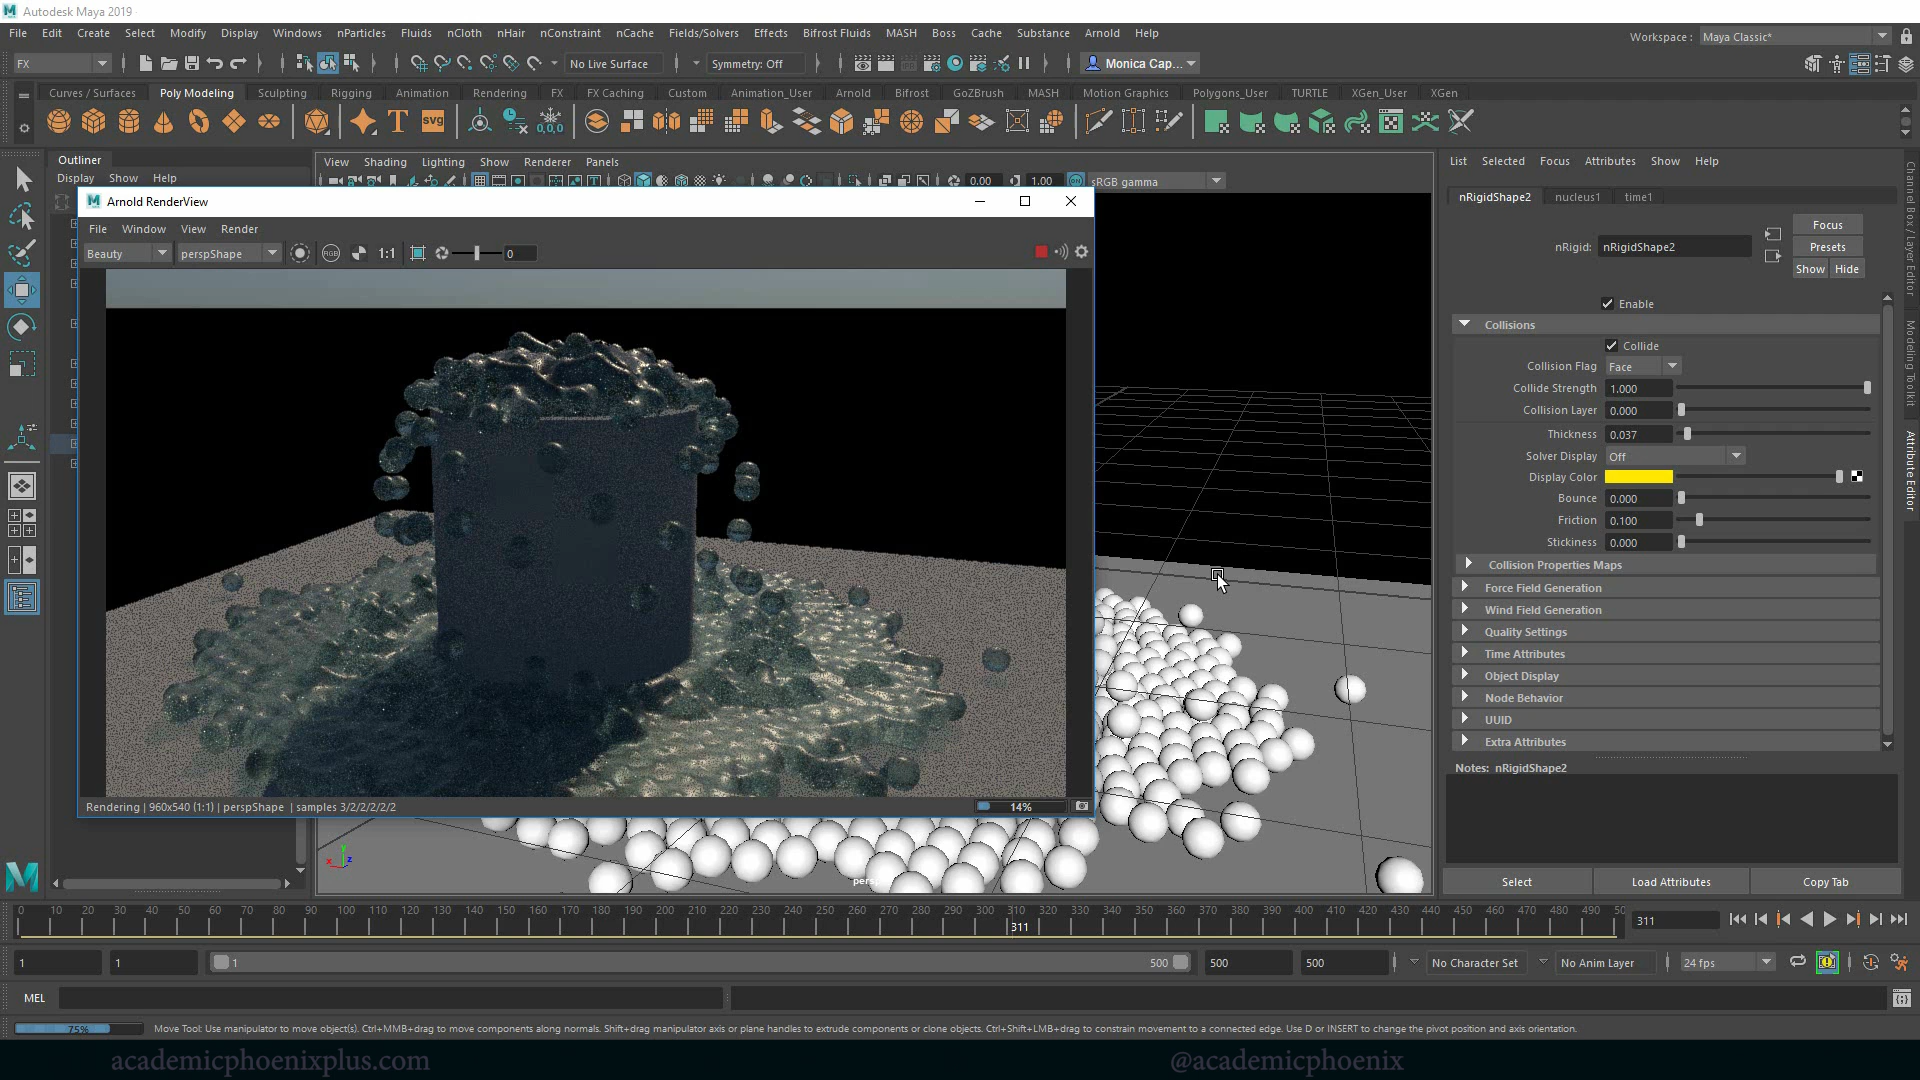 Autodesk Maya 2019
File Edit Create Select Modify Display Windows nParticles Fluids nCloth nHair nConstraint nCache Fields/Solvers Effects Bifrost Fluids MASH Boss Cache Substance Arnold Help
Workspace : Maya Classic*
FX No Live Surface Symmetry: Off Monica Cap...
Curves / Surfaces Poly Modeling Sculpting Rigging Animation Rendering FX FX Caching Custom Animation_User Arnold Bifrost GoZBrush MASH Motion Graphics Polygons_User TURTLE XGen_User XGen
SVG
0,0,0
Outliner
Display Show Help
View Shading Lighting Show Renderer Panels
0.00 1.00 sRGB gamma
Arnold RenderView
File Window View Render
Beauty perspShape RGB 1:1 0
Rendering | 960x540 (1:1) | perspShape | samples 3/2/2/2/2/2
14%
y
x z
persp
List Selected Focus Attributes Show Help
nRigidShape2 nucleus1 time1
Focus
nRigid: nRigidShape2 Presets
Show Hide
Enable
Collisions
Collide
Collision Flag Face
Collide Strength 1.000
Collision Layer 0.000
Thickness 0.037
Solver Display Off
Display Color
Bounce 0.000
Friction 0.100
Stickiness 0.000
Collision Properties Maps
Force Field Generation
Wind Field Generation
Quality Settings
Time Attributes
Object Display
Node Behavior
UUID
Extra Attributes
Notes: nRigidShape2
Select Load Attributes Copy Tab
Channel Box / Layer Editor
Modeling Toolkit
Attribute Editor
0 10 20 30 40 50 60 70 80 90 100 110 120 130 140 150 160 170 180 190 200 210 220 230 240 250 260 270 280 290 300 310 320 330 340 350 360 370 380 390 400 410 420 430 440 450 460 470 480 490 50
311
311
1 1 1 500 500 500 No Character Set No Anim Layer 24 fps
MEL
75% Move Tool: Use manipulator to move object(s). Ctrl+MMB+drag to move components along normals. Shift+drag manipulator axis or plane handles to extrude components or clone objects. Ctrl+Shift+LMB+drag to constrain movement to a connected edge. Use D or INSERT to change the pivot position and axis orientation.
academicphoenixplus.com
@academicphoenix